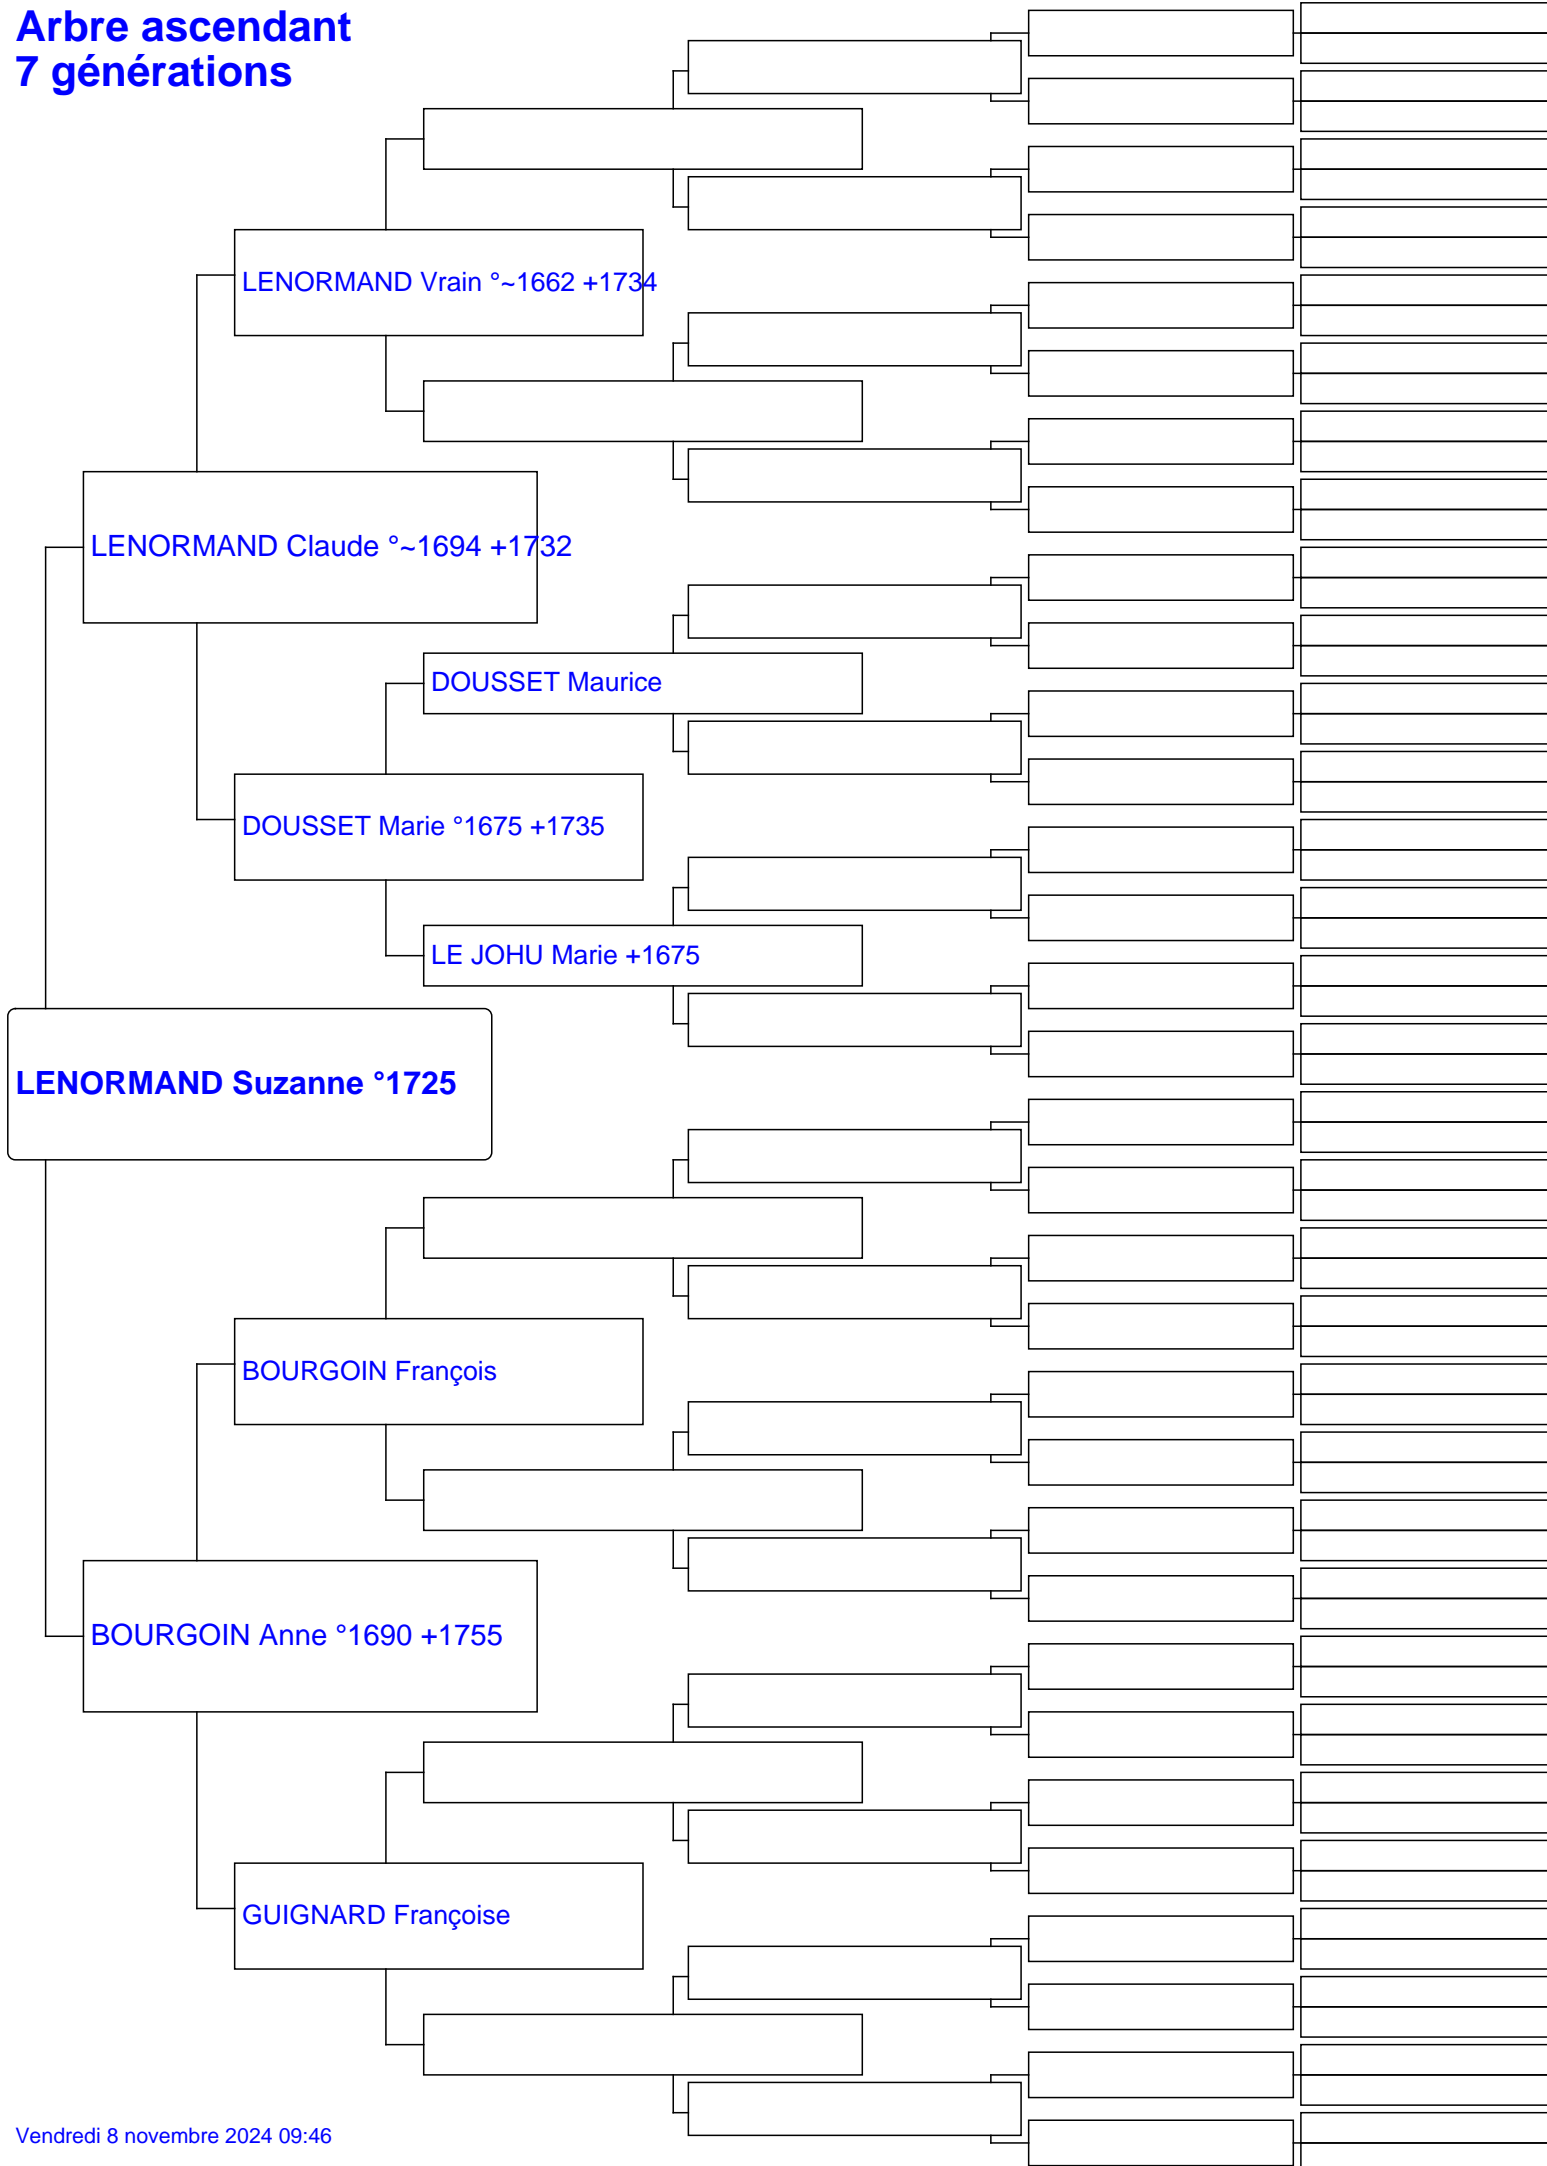 Arbre ascendant
7 générations
LENORMAND Vrain °~1662 +1734
LENORMAND Claude °~1694 +1732
DOUSSET Maurice
DOUSSET Marie °1675 +1735
LE JOHU Marie +1675
LENORMAND Suzanne °1725
BOURGOIN François
BOURGOIN Anne °1690 +1755
GUIGNARD Françoise
Vendredi 8 novembre 2024 09:46